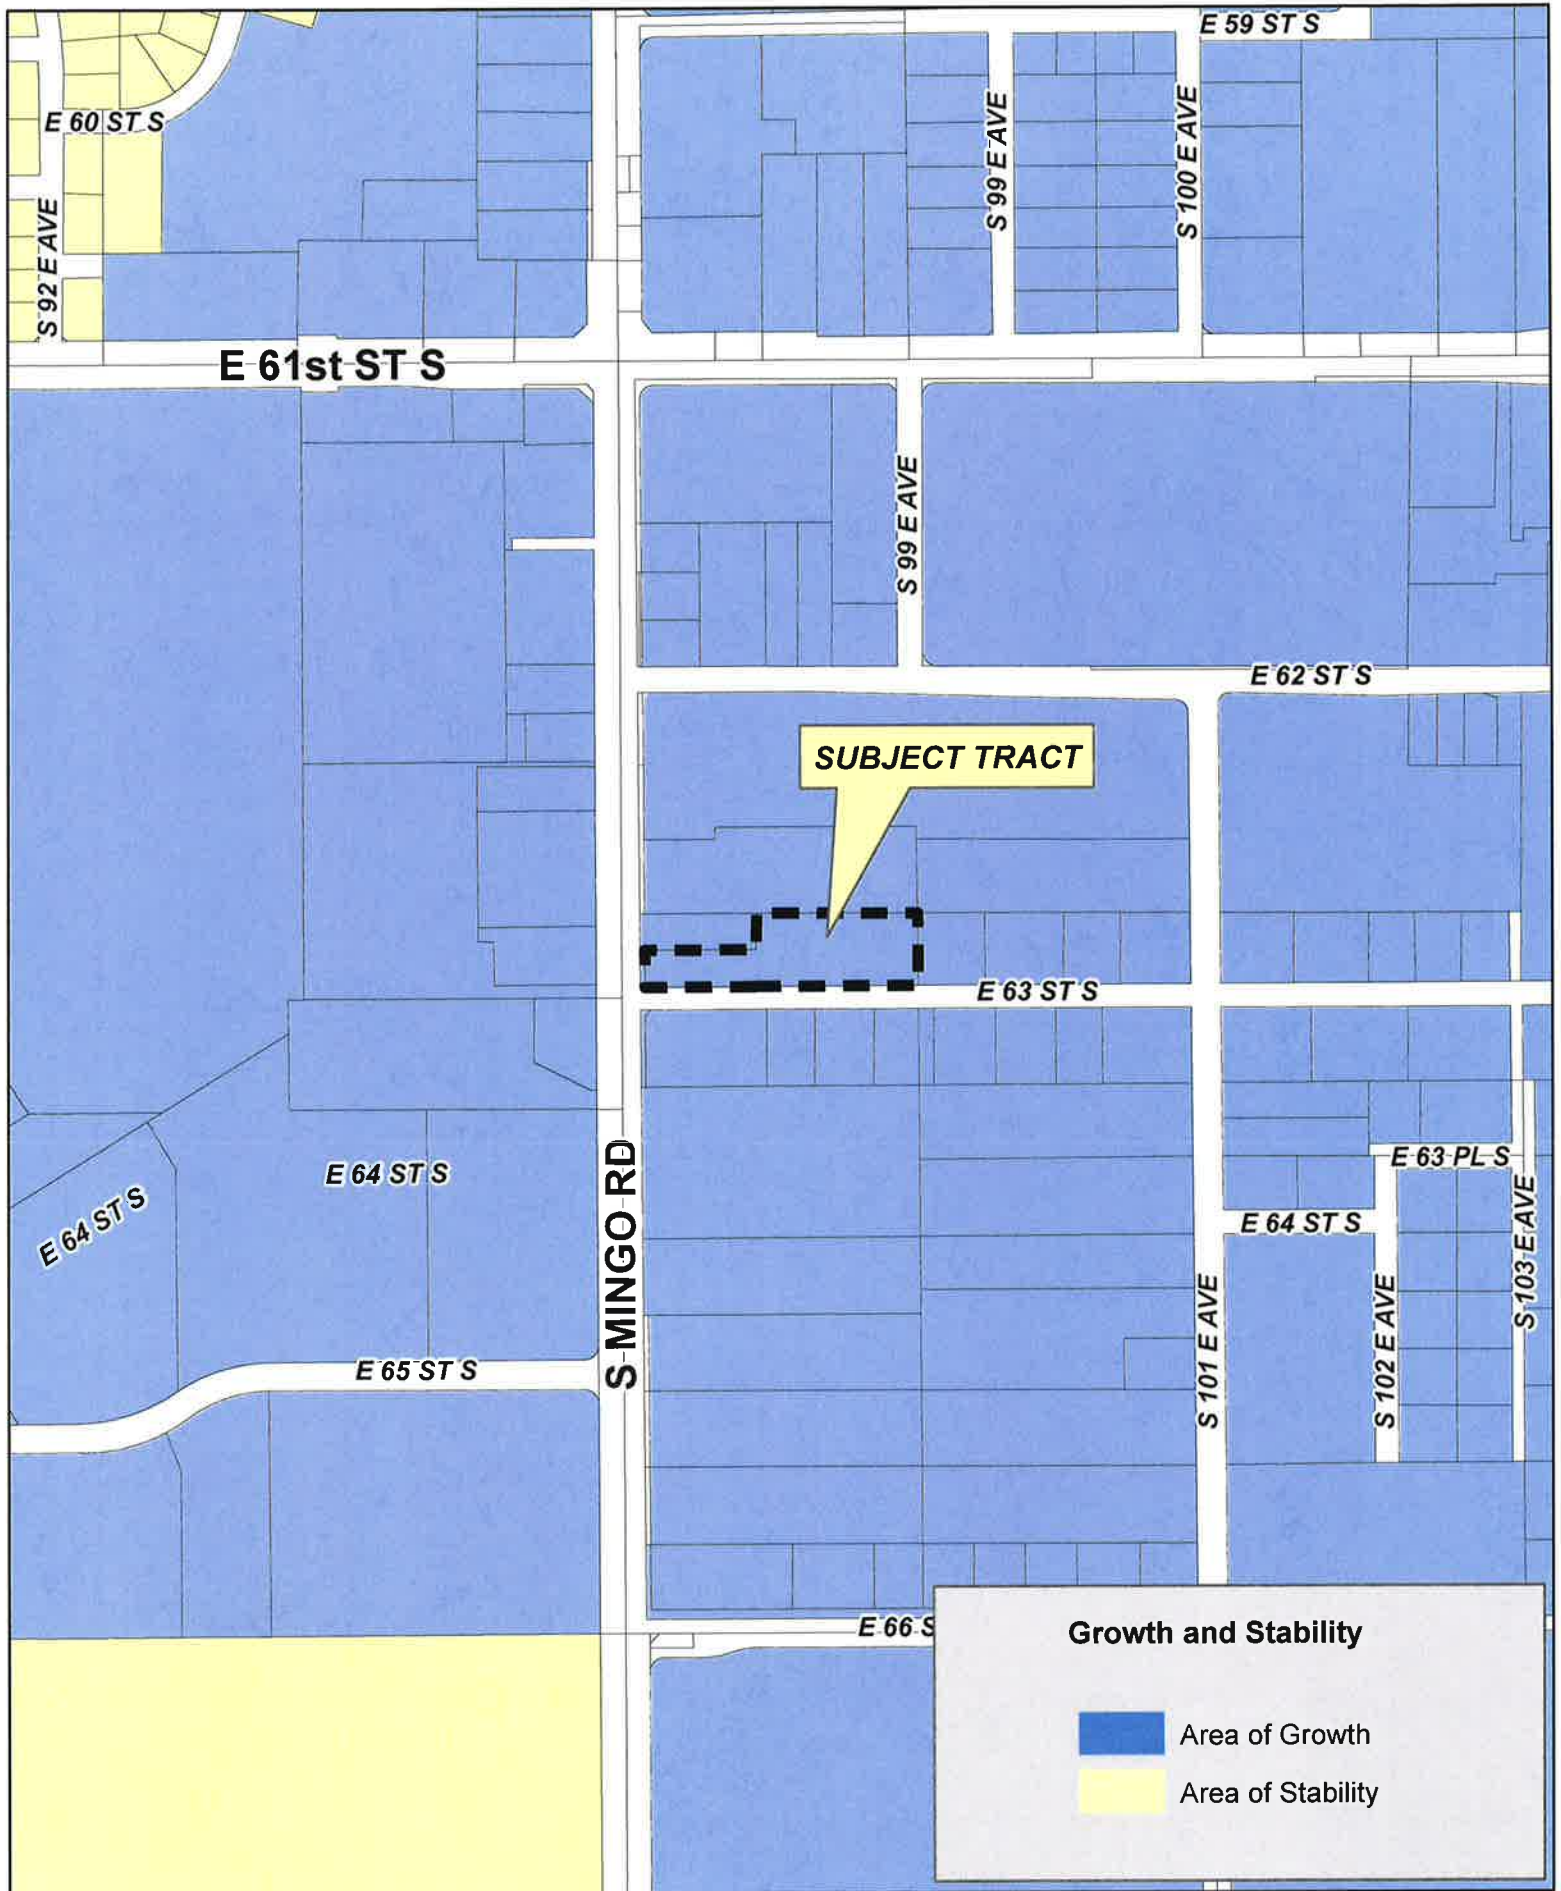 E 59 ST S
E 60 ST S
S 99 E AVE
S 100 E AVE
S 92 E AVE
E 61st ST S
S 99 E AVE
E 62 ST S
SUBJECT TRACT
E 63 ST S
E 63 PL S
E 64 ST S
E 64 ST S
E 64 ST S
S MINGO RD
S 103 E AVE
S 101 E AVE
S 102 E AVE
E 65 ST S
E 66 S
Growth and Stability
Area of Growth
Area of Stability